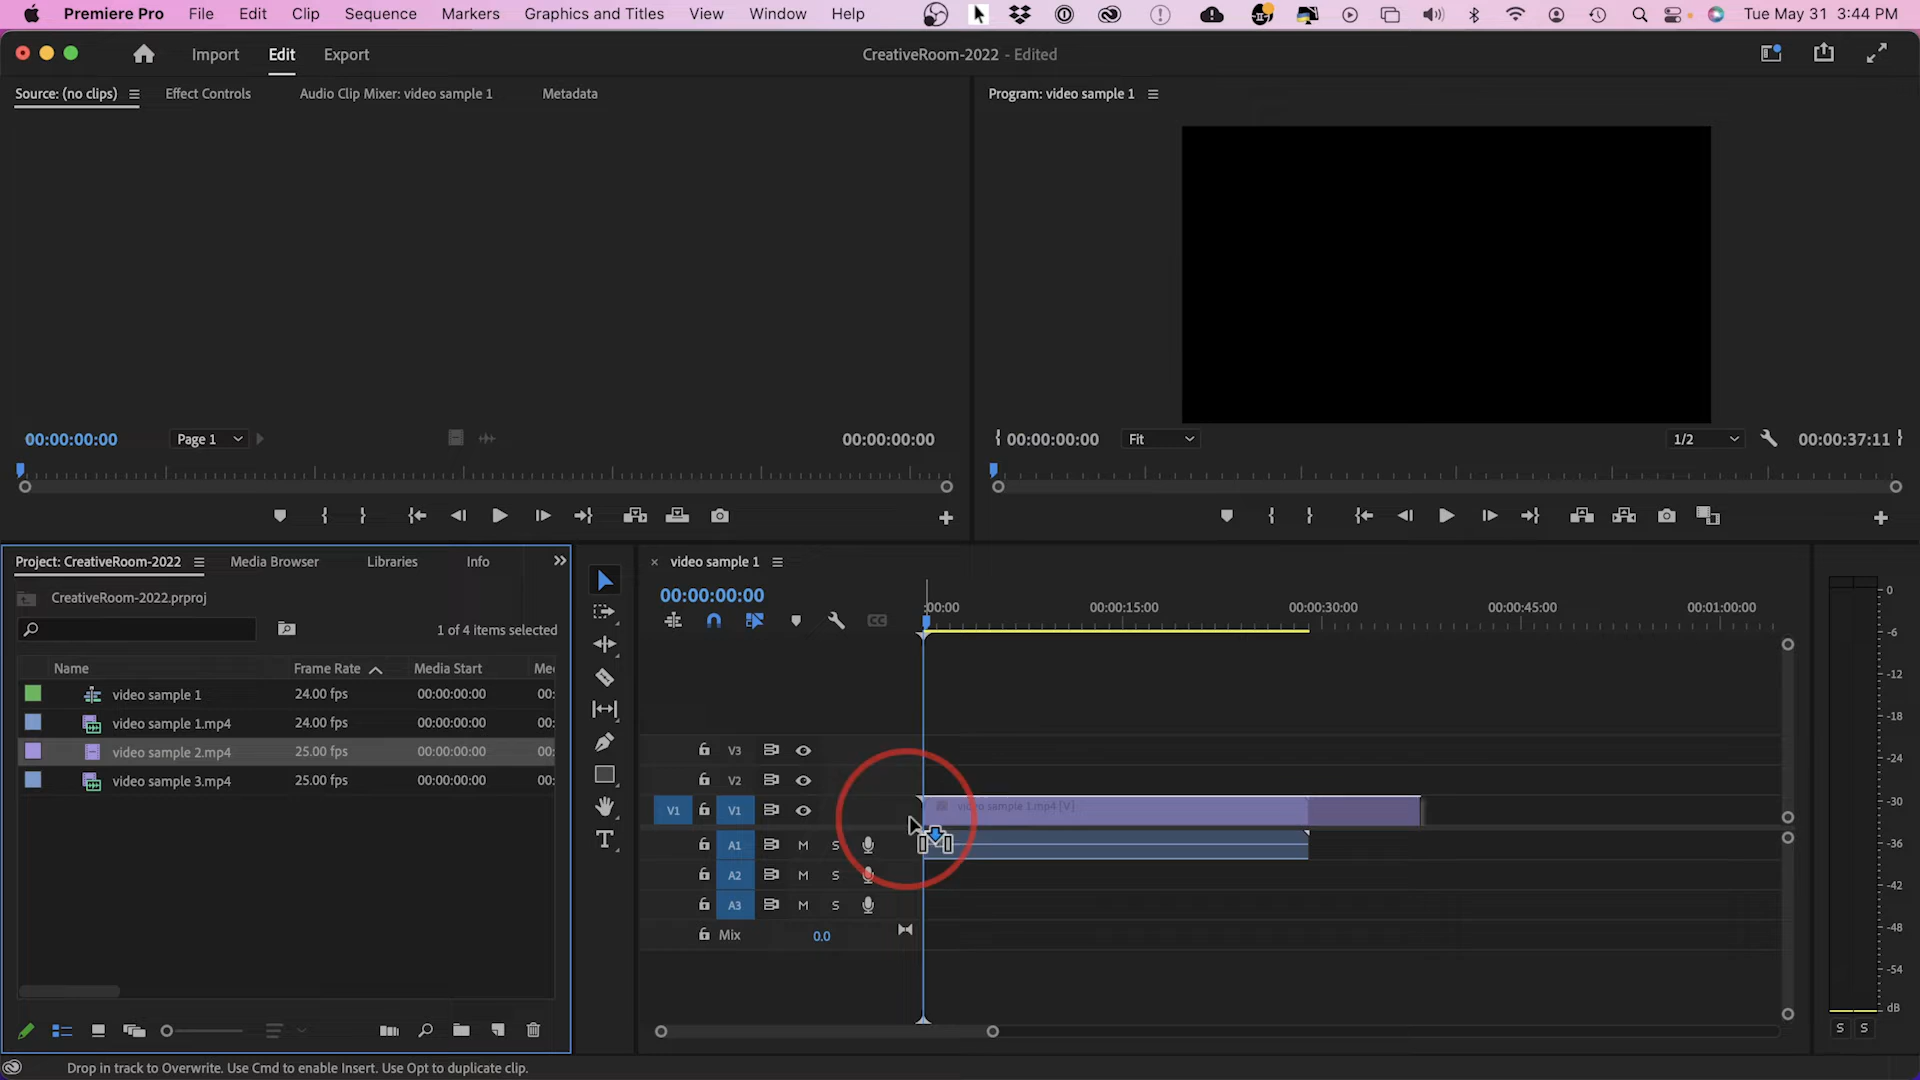 Premiere Pro File Edit Clip Sequence Markers Graphics and Titles View Window Help Tue May 31 3:44 PM
Import Edit Export CreativeRoom-2022 - Edited
Source: (no clips) Effect Controls Audio Clip Mixer: video sample 1 Metadata Program: video sample 1
00:00:00:00 Page 1 00:00:00:00 00:00:00:00 Fit 1/2 00:00:37:11
Project: CreativeRoom-2022 Media Browser Libraries Info video sample 1
CreativeRoom-2022.prproj 00:00:00:00
:00:00 00:00:15:00 00:00:30:00 00:00:45:00 00:01:00:00
1 of 4 items selected CC
Name Frame Rate Media Start Me
video sample 1 24.00 fps 00:00:00:00 00:
video sample 1.mp4 24.00 fps 00:00:00:00 00:
video sample 2.mp4 25.00 fps 00:00:00:00 00:
video sample 3.mp4 25.00 fps 00:00:00:00 00:
V3
V2
V1 V1 video sample 1.mp4 [V]
A1 M S
A2 M S
A3 M S
Mix 0.0
0
-6
-12
-18
-24
-30
-36
-42
-48
-54
dB
S S
Drop in track to Overwrite. Use Cmd to enable Insert. Use Opt to duplicate clip.